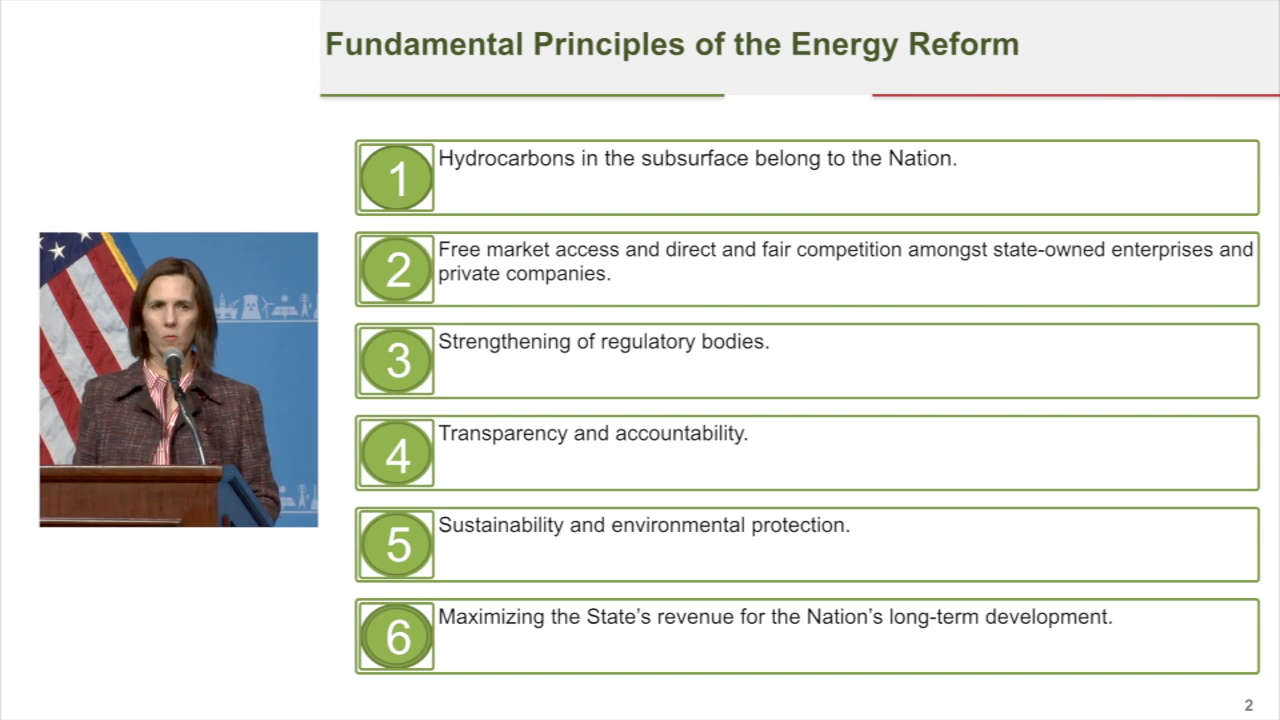 Fundamental Principles of the Energy Reform
1
Hydrocarbons in the subsurface belong to the Nation.
2
Free market access and direct and fair competition amongst state-owned enterprises and
private companies.
3
Strengthening of regulatory bodies.
4
Transparency and accountability.
5
Sustainability and environmental protection.
6
Maximizing the State’s revenue for the Nation’s long-term development.
2